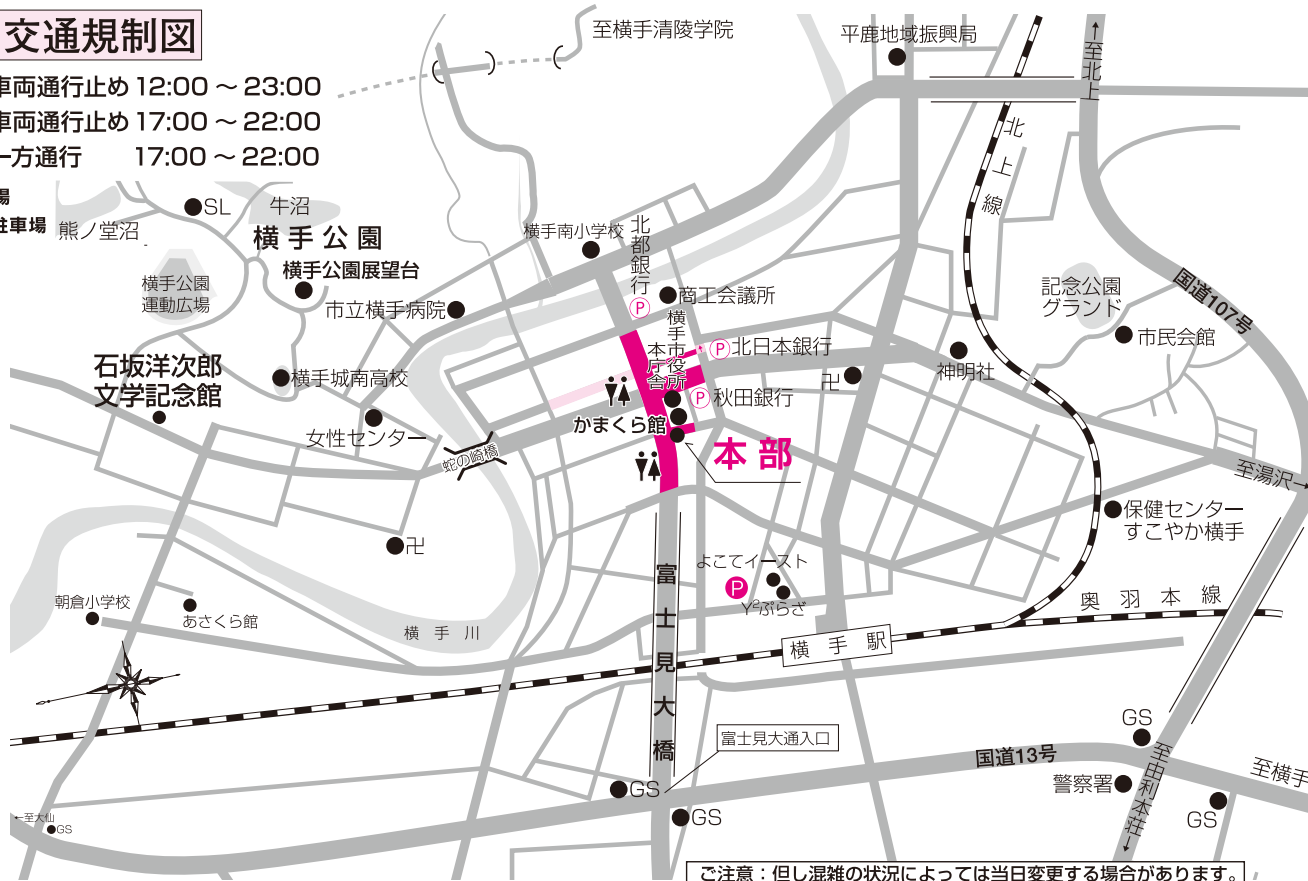 交通規制図
車両通行止め 12:00 〜 23:00
車両通行止め 17:00 〜 22:00
一方通行 17:00 〜 22:00
場
駐車場
至横手清陵学院
平鹿地域振興局
←至北上
北上線
SL
牛沼
熊ノ堂沼
横手公園
横手公園展望台
横手公園
運動広場
市立横手病院
横手南小学校
北都銀行
P
商工会議所
横手市役所
本庁舎
P
北日本銀行
P
秋田銀行
かまくら館
本部
卍
神明社
記念公園
グランド
市民会館
国道107号
石坂洋次郎
文学記念館
横手城南高校
女性センター
蛇の崎橋
至湯沢→
保健センター
すこやか横手
卍
よこてイースト
P
Y²ぷらざ
朝倉小学校
あさくら館
横手川
富士見大橋
横手駅
奥羽本線
富士見大通入口
国道13号
GS
GS
GS
警察署
GS
至由利本荘→
至横手
←至大仙
GS
ご注意：但し混雑の状況によっては当日変更する場合があります。